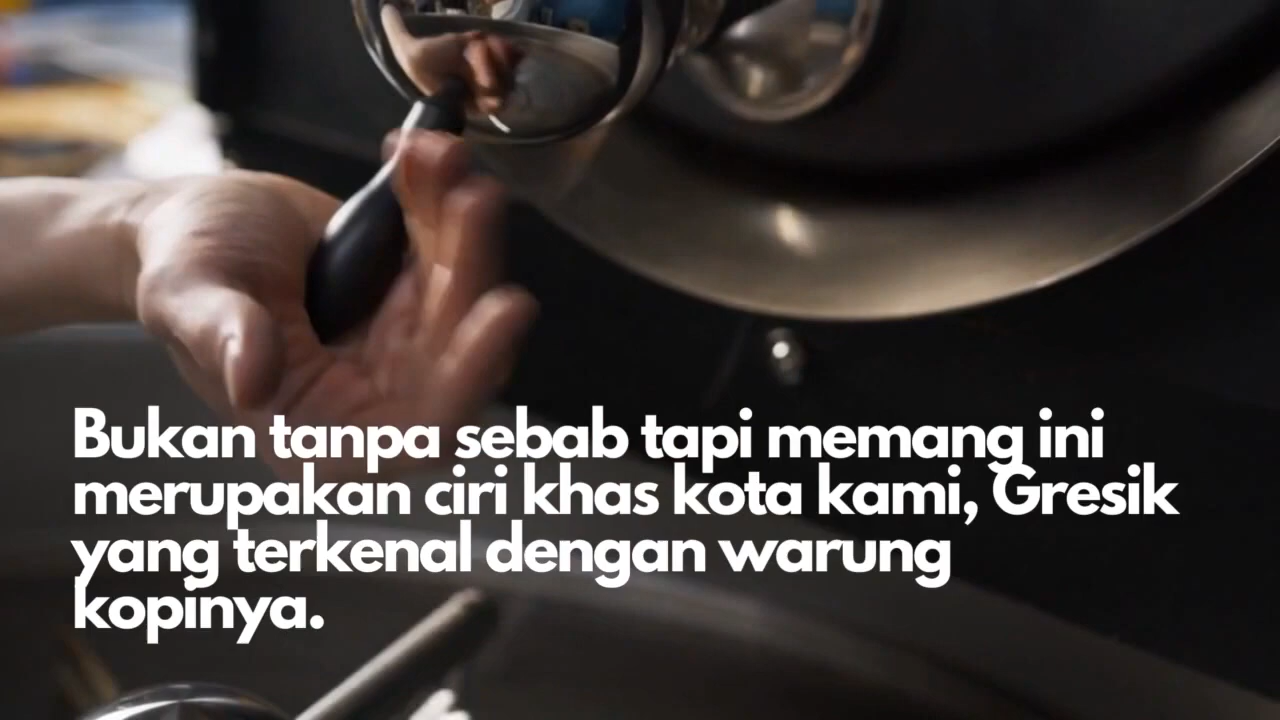 Bukan tanpa sebab tapi memang ini
merupakan ciri khas kota kami, Gresik
yang terkenal dengan warung
kopinya.